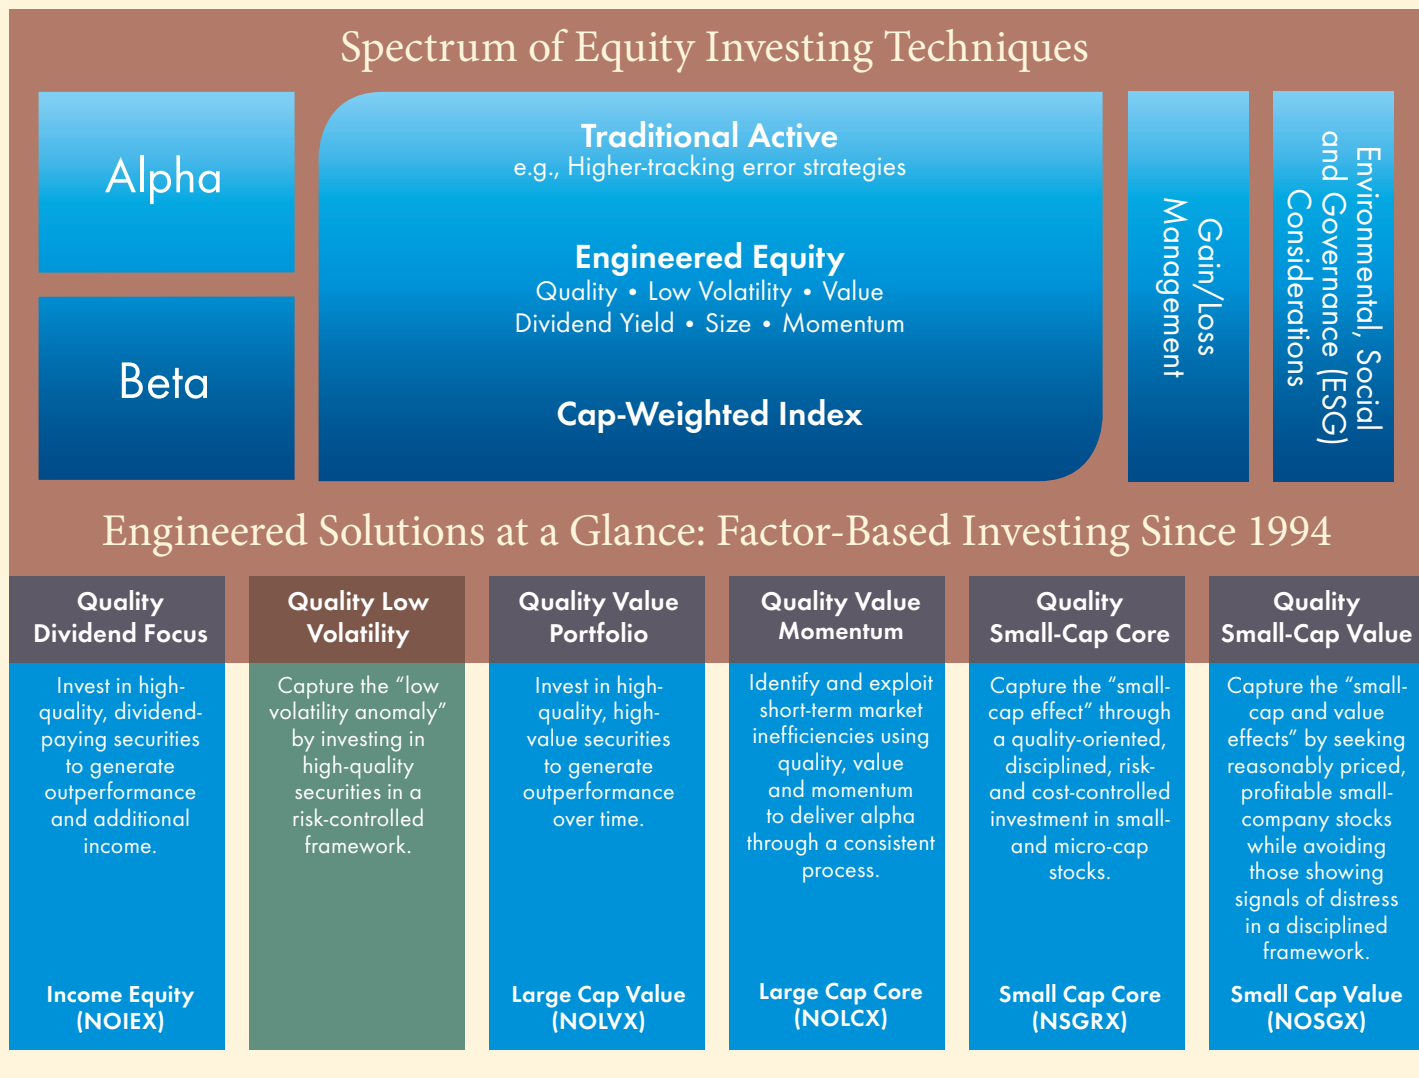 Spectrum of Equity Investing Techniques
Alpha
Beta
Traditional Active
e.g., Higher-tracking error strategies
Engineered Equity
Quality • Low Volatility • Value
Dividend Yield • Size • Momentum
Cap-Weighted Index
Gain/Loss
Management
Environmental, Social
and Governance (ESG)
Considerations
Engineered Solutions at a Glance: Factor-Based Investing Since 1994
Quality
Dividend Focus
Invest in high-
quality, dividend-
paying securities
to generate
outperformance
and additional
income.
Income Equity
(NOIEX)
Quality Low
Volatility
Capture the “low
volatility anomaly”
by investing in
high-quality
securities in a
risk-controlled
framework.
Quality Value
Portfolio
Invest in high-
quality, high-
value securities
to generate
outperformance
over time.
Large Cap Value
(NOLVX)
Quality Value
Momentum
Identify and exploit
short-term market
inefficiencies using
quality, value
and momentum
to deliver alpha
through a consistent
process.
Large Cap Core
(NOLCX)
Quality
Small-Cap Core
Capture the “small-
cap effect” through
a quality-oriented,
disciplined, risk-
and cost-controlled
investment in small-
and micro-cap
stocks.
Small Cap Core
(NSGRX)
Quality
Small-Cap Value
Capture the “small-
cap and value
effects” by seeking
reasonably priced,
profitable small-
company stocks
while avoiding
those showing
signals of distress
in a disciplined
framework.
Small Cap Value
(NOSGX)